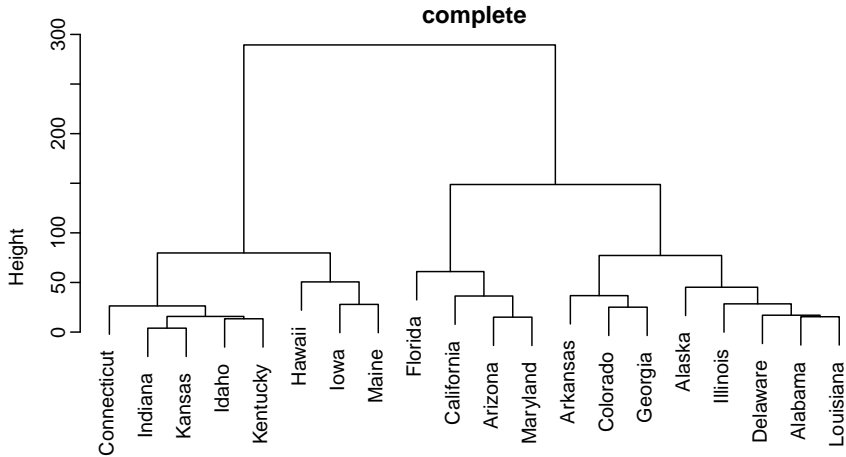 complete
300
200
100
50
0
Height
Connecticut
Indiana
Kansas
Idaho
Kentucky
Hawaii
Iowa
Maine
Florida
California
Arizona
Maryland
Arkansas
Colorado
Georgia
Alaska
Illinois
Delaware
Alabama
Louisiana